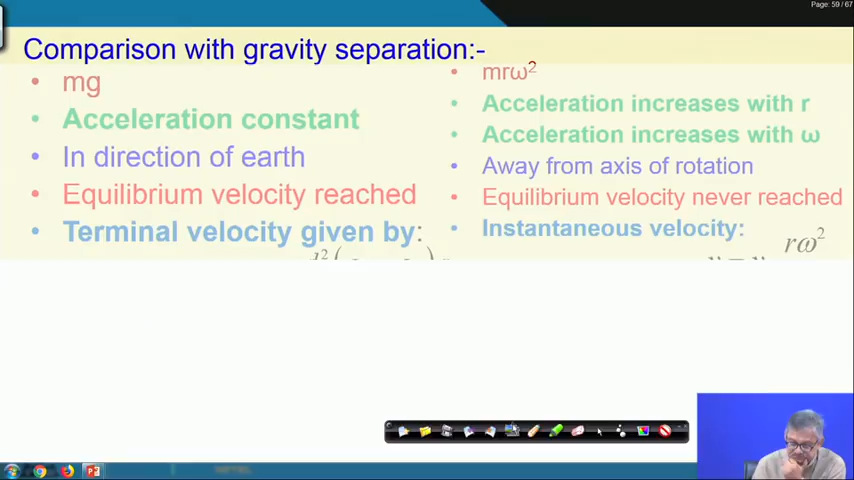 Page: 59 / 67
Comparison with gravity separation:-
• mg
• Acceleration constant
• In direction of earth
• Equilibrium velocity reached
• Terminal velocity given by:
• mrω²
• Acceleration increases with r
• Acceleration increases with ω
• Away from axis of rotation
• Equilibrium velocity never reached
• Instantaneous velocity:
rω²